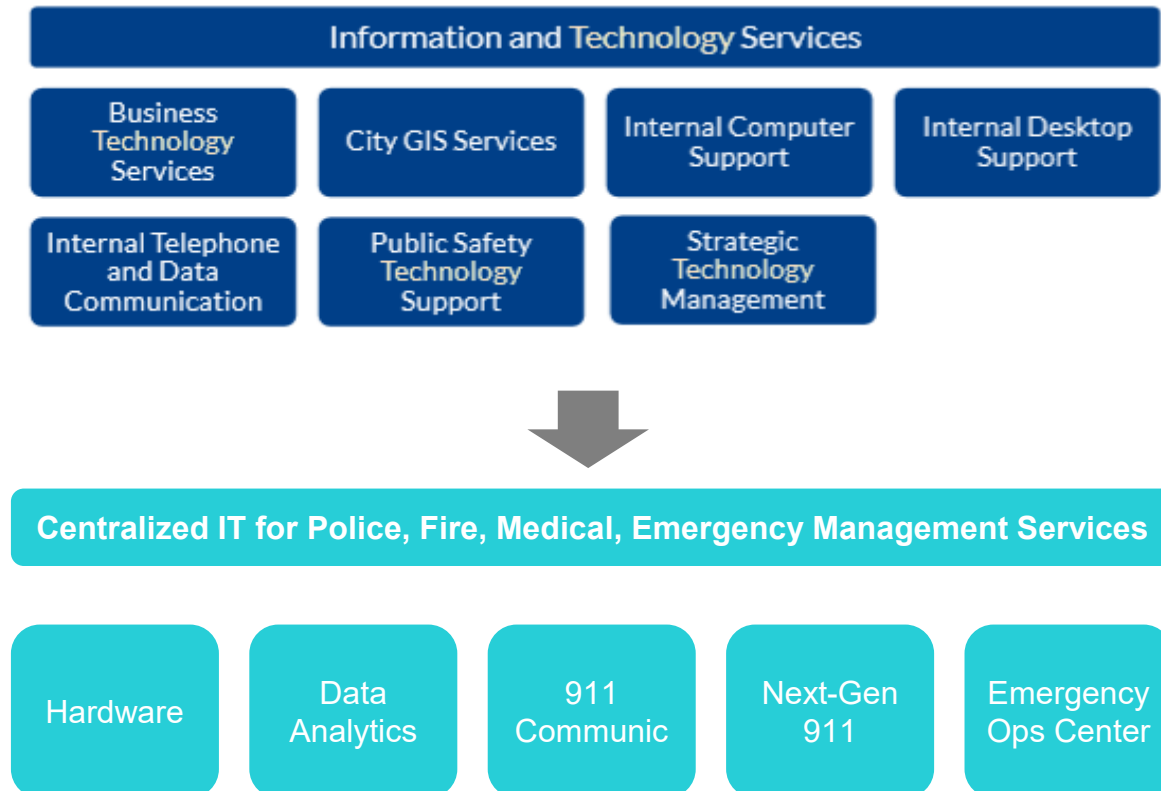 Information and Technology Services
Business
Technology
Services
City GIS Services
Internal Computer
Support
Internal Desktop
Support
Internal Telephone
and Data
Communication
Public Safety
Technology
Support
Strategic
Technology
Management
Centralized IT for Police, Fire, Medical, Emergency Management Services
Hardware
Data
Analytics
911
Communic
Next-Gen
911
Emergency
Ops Center